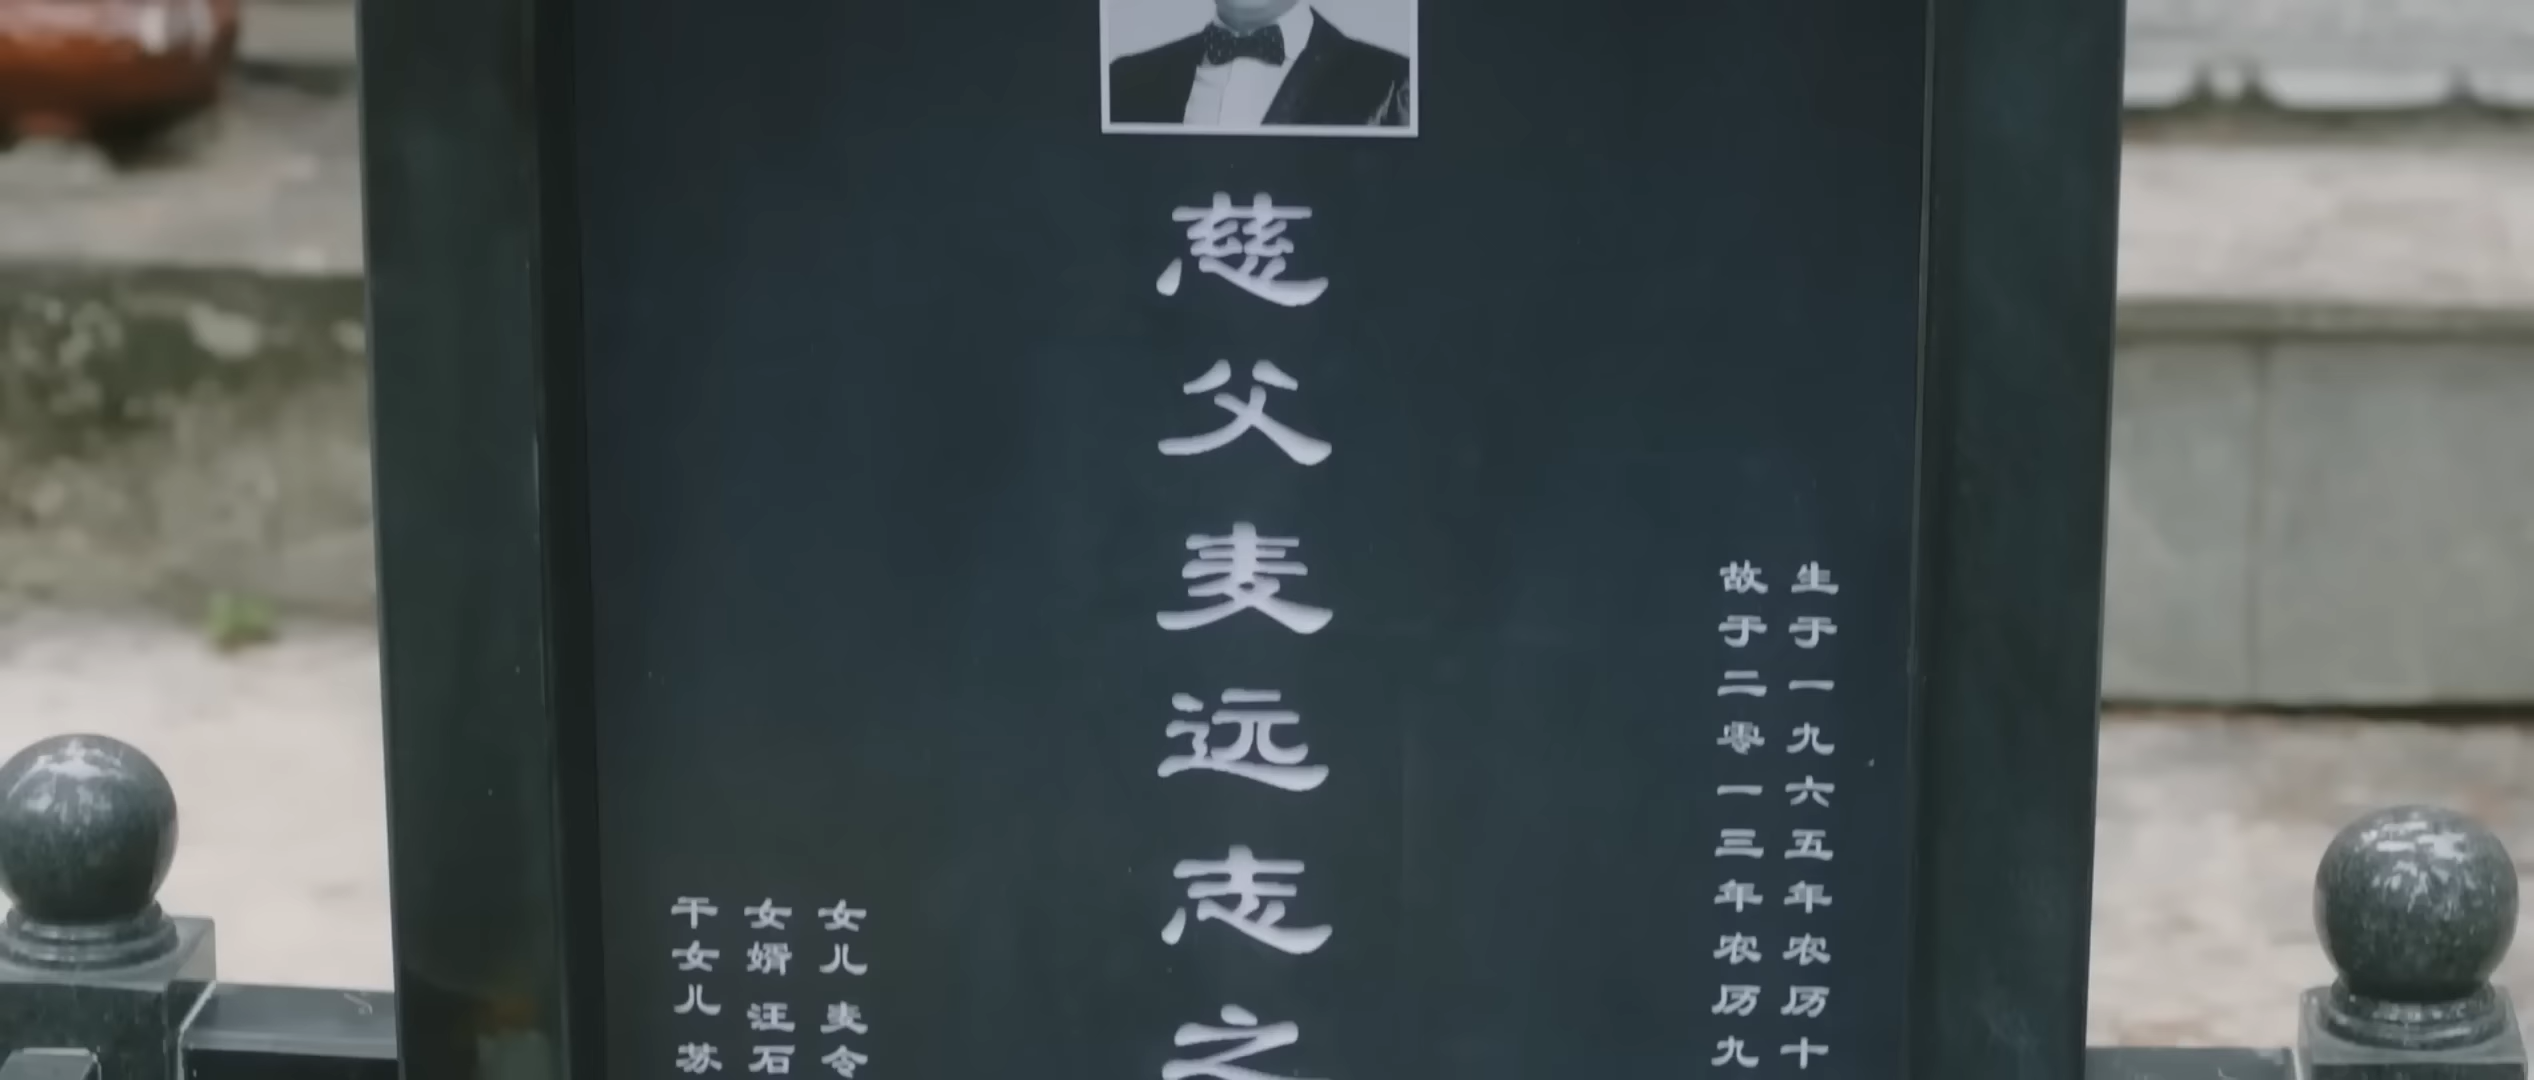 生于一九六五年农历十
故于二零一三年农历九
慈父麦远志之
女儿 麦令
女婿 汪石
干女儿 苏